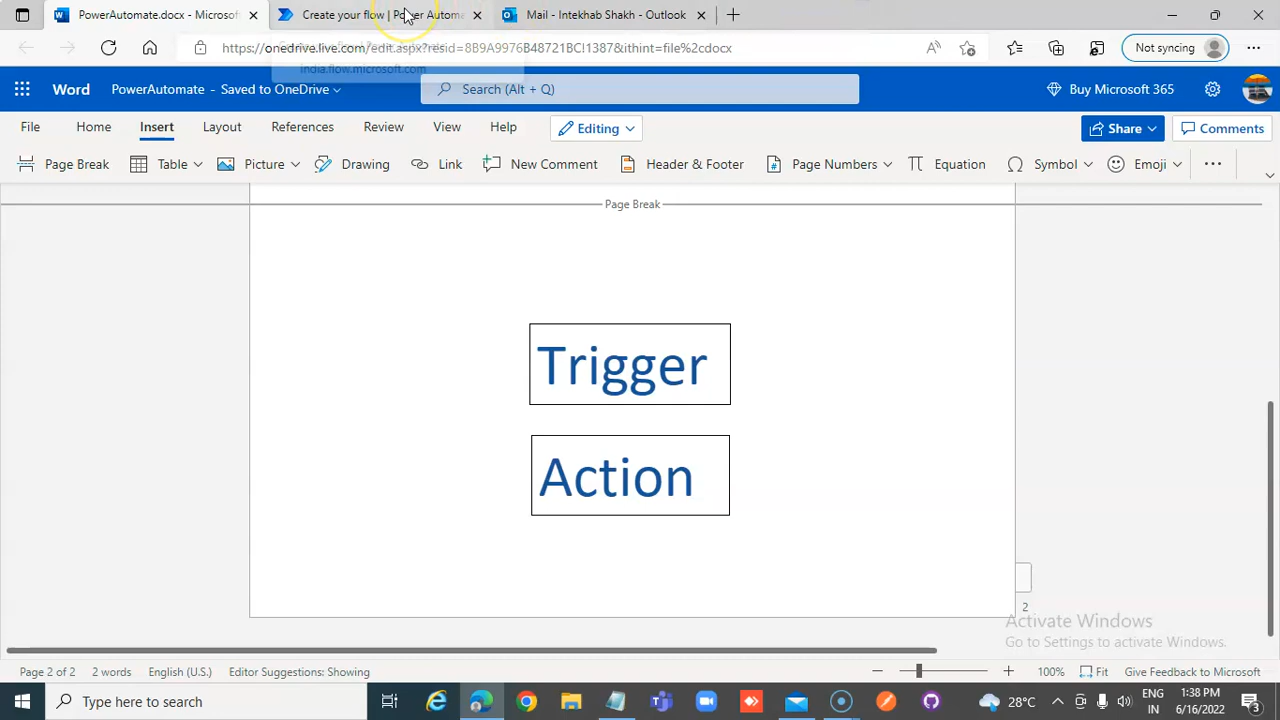 PowerAutomate.docx - Microsof
Create your flow | Power Automa
Mail - Intekhab Shakh - Outlook
https://onedrive.live.com/edit.aspx?resid=8B9A9976B48721BC!1387&ithint=file%2cdocx
Not syncing
india.flow.microsoft.com
Word
PowerAutomate - Saved to OneDrive
Search (Alt + Q)
Buy Microsoft 365
File
Home
Insert
Layout
References
Review
View
Help
Editing
Share
Comments
Page Break
Table
Picture
Drawing
Link
New Comment
Header & Footer
Page Numbers
Equation
Symbol
Emoji
Page Break
Trigger
Action
2
Activate Windows
Go to Settings to activate Windows.
Page 2 of 2
2 words
English (U.S.)
Editor Suggestions: Showing
100%
Fit
Give Feedback to Microsoft
Type here to search
28°C
ENG
IN
1:38 PM
6/16/2022
3